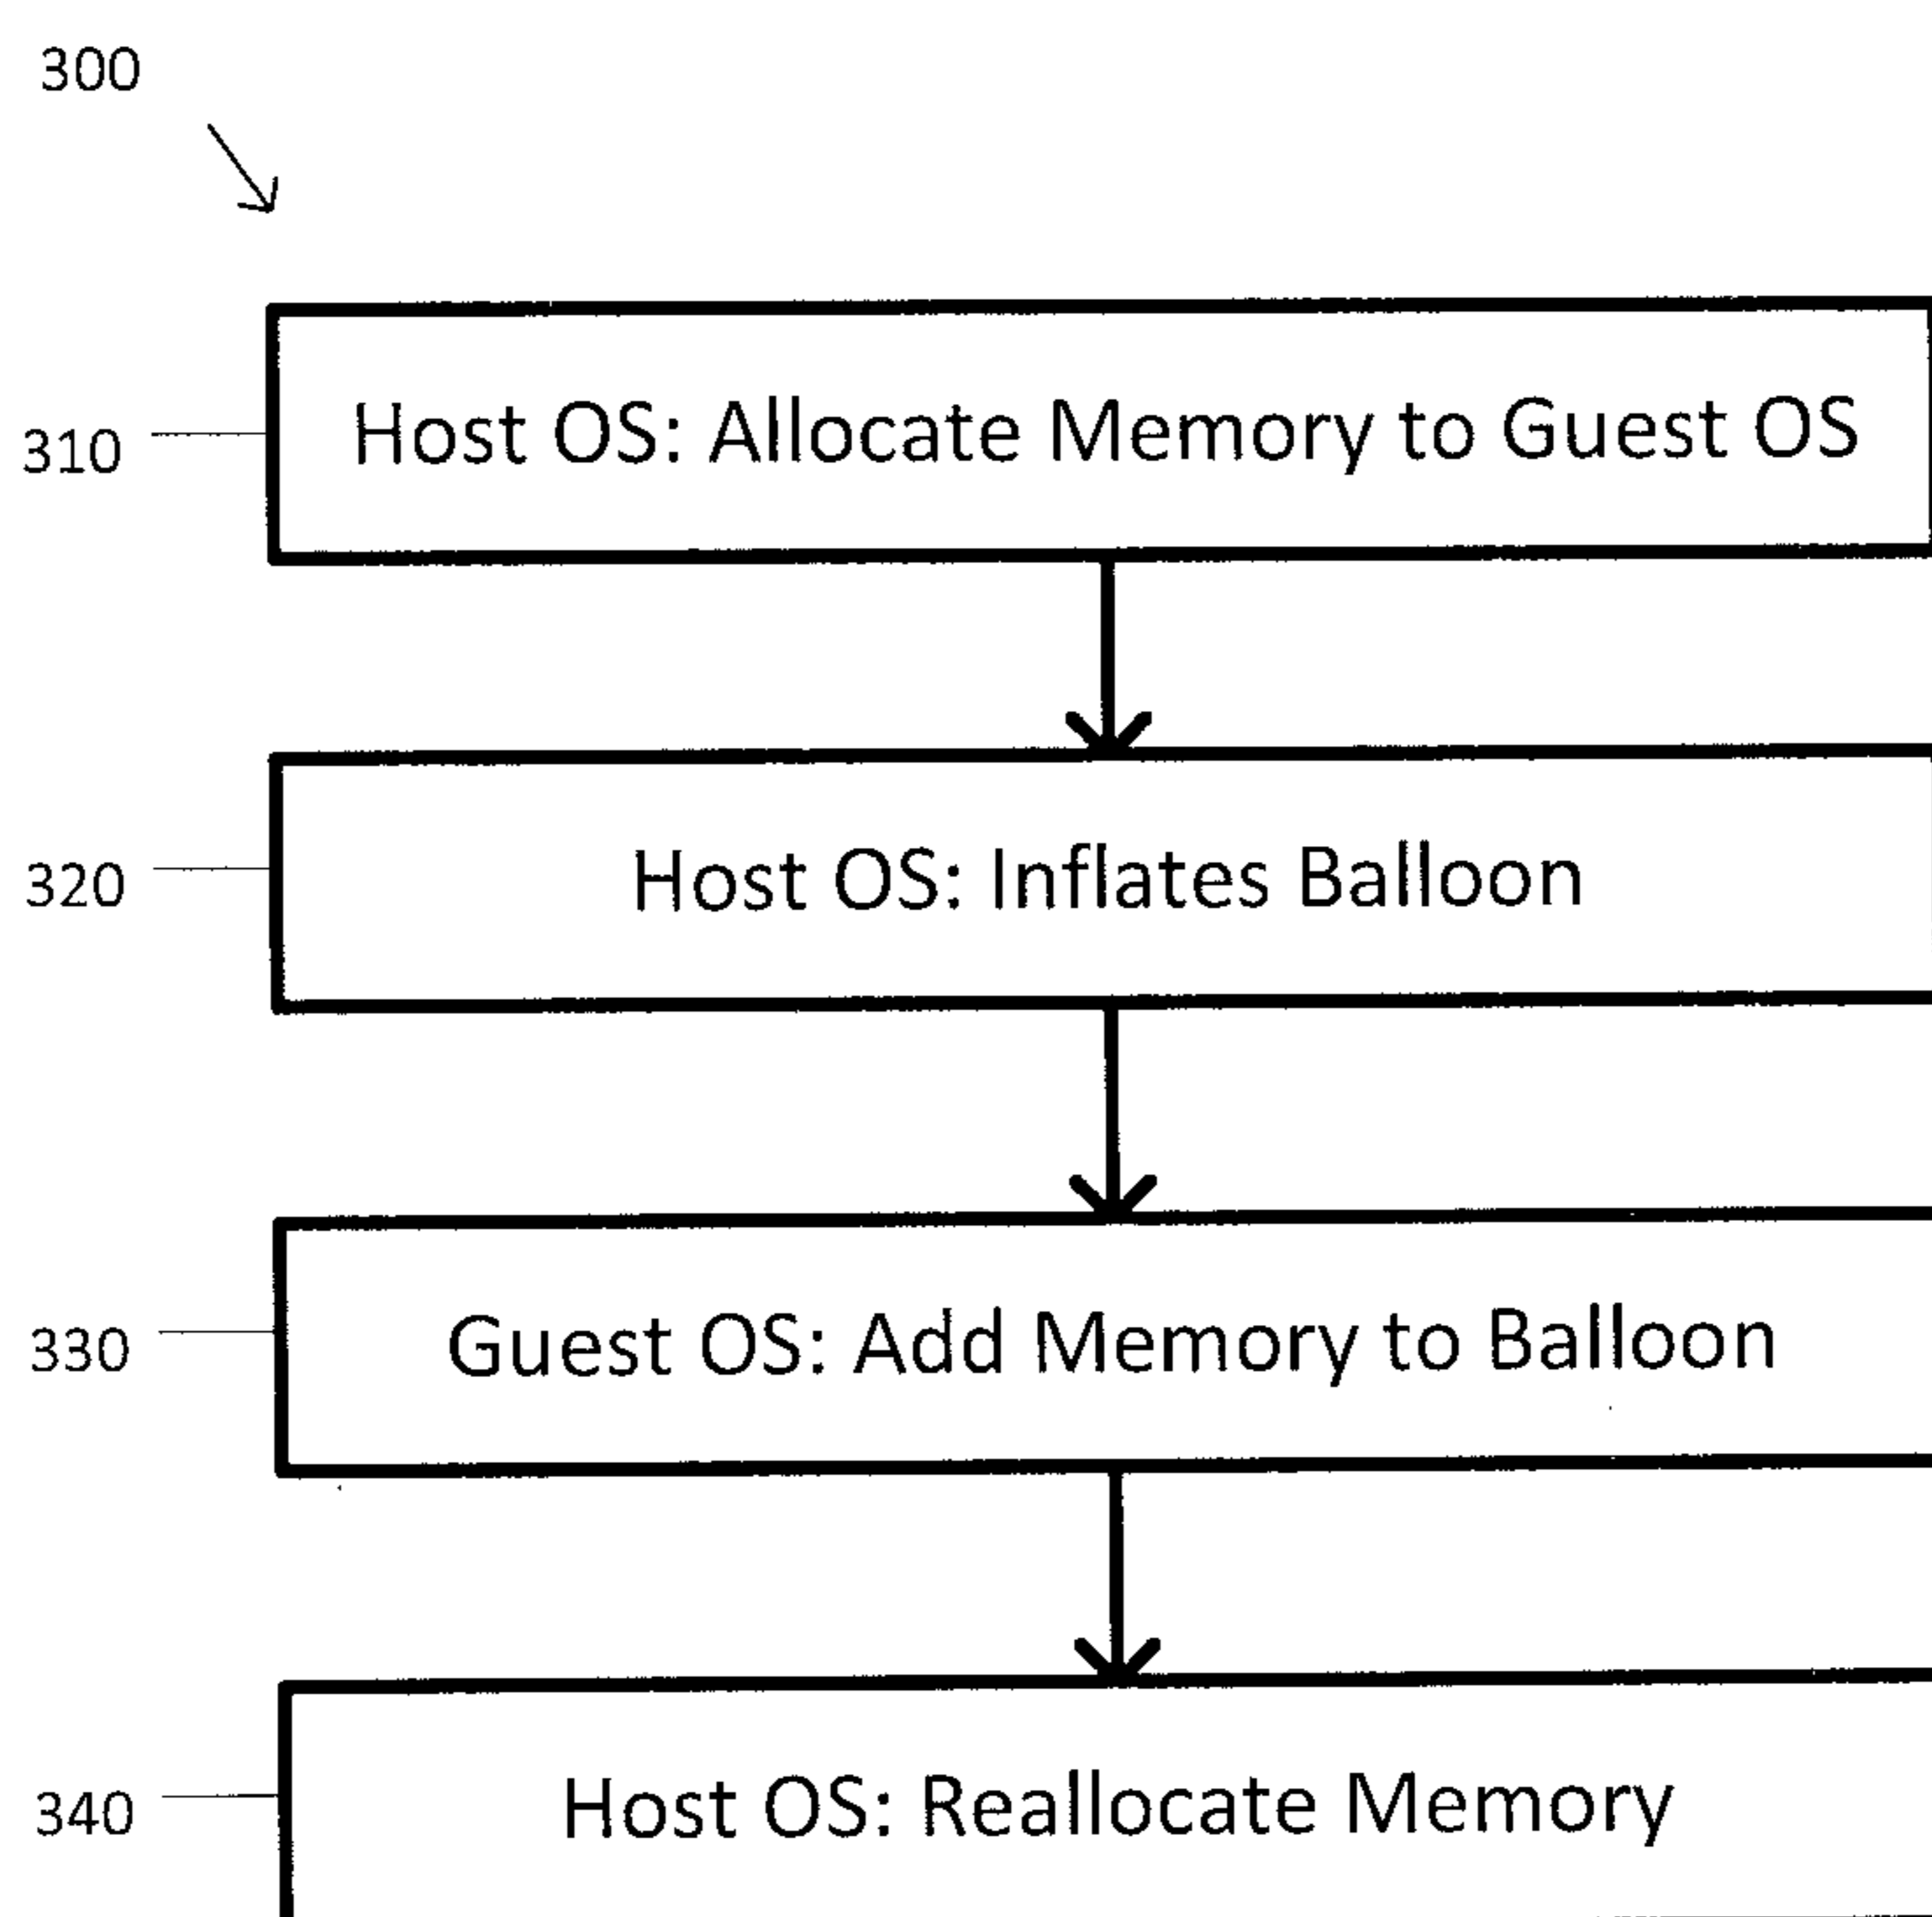 300
310
Host OS: Allocate Memory to Guest OS
320
Host OS: Inflates Balloon
330
Guest OS: Add Memory to Balloon
340
Host OS: Reallocate Memory